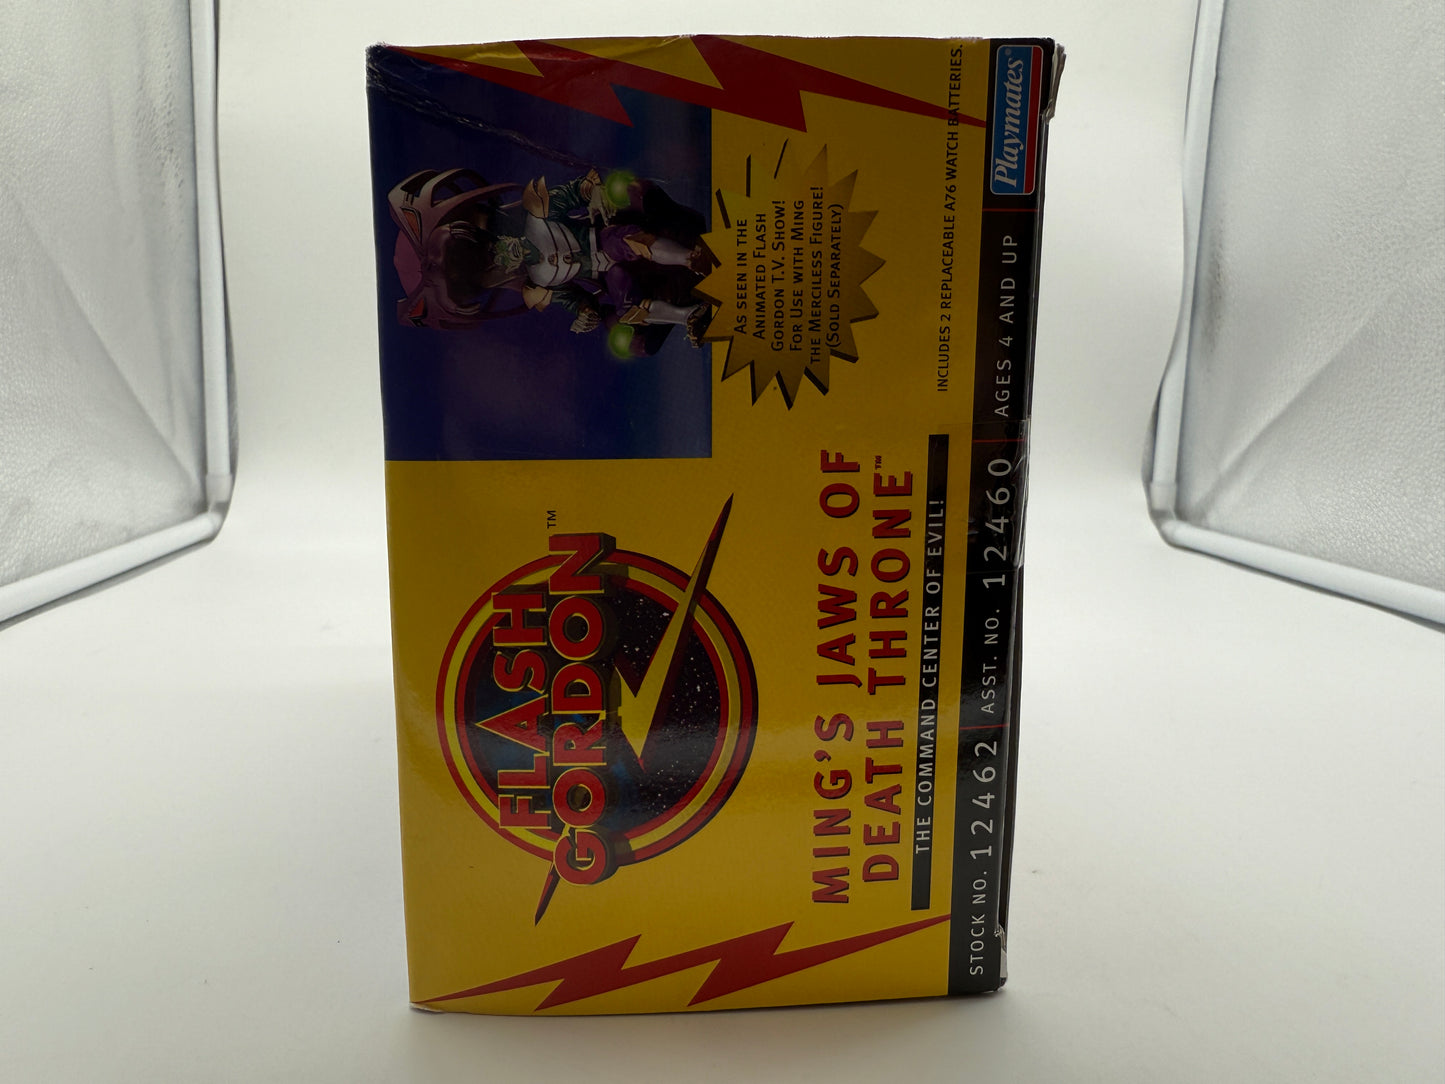 FLASH
GORDON™
MING'S JAWS OF
DEATH THRONE™
THE COMMAND CENTER OF EVIL!
AS SEEN IN THE
ANIMATED FLASH
GORDON T.V. SHOW!
FOR USE WITH MING
THE MERCILESS FIGURE!
(SOLD SEPARATELY)
INCLUDES 2 REPLACEABLE A76 WATCH BATTERIES.
STOCK NO. 12462 ASST. NO. 12460 AGES 4 AND UP
Playmates®